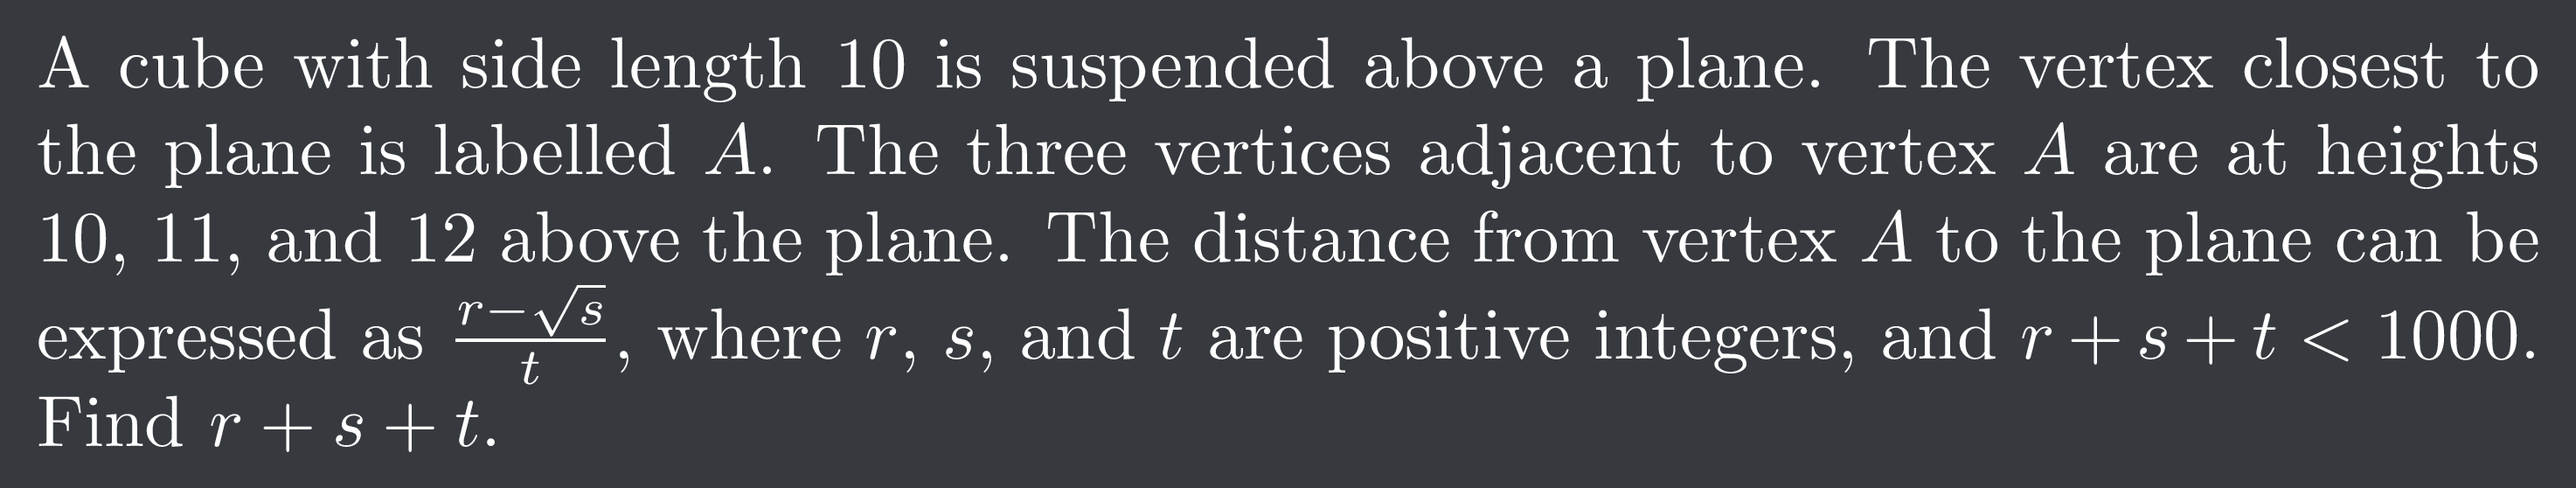 A cube with side length 10 is suspended above a plane. The vertex closest to
the plane is labelled A. The three vertices adjacent to vertex A are at heights
10, 11, and 12 above the plane. The distance from vertex A to the plane can be
expressed as $\frac{r-\sqrt{s}}{t}$, where r, s, and t are positive integers, and r + s + t < 1000.
Find r + s + t.